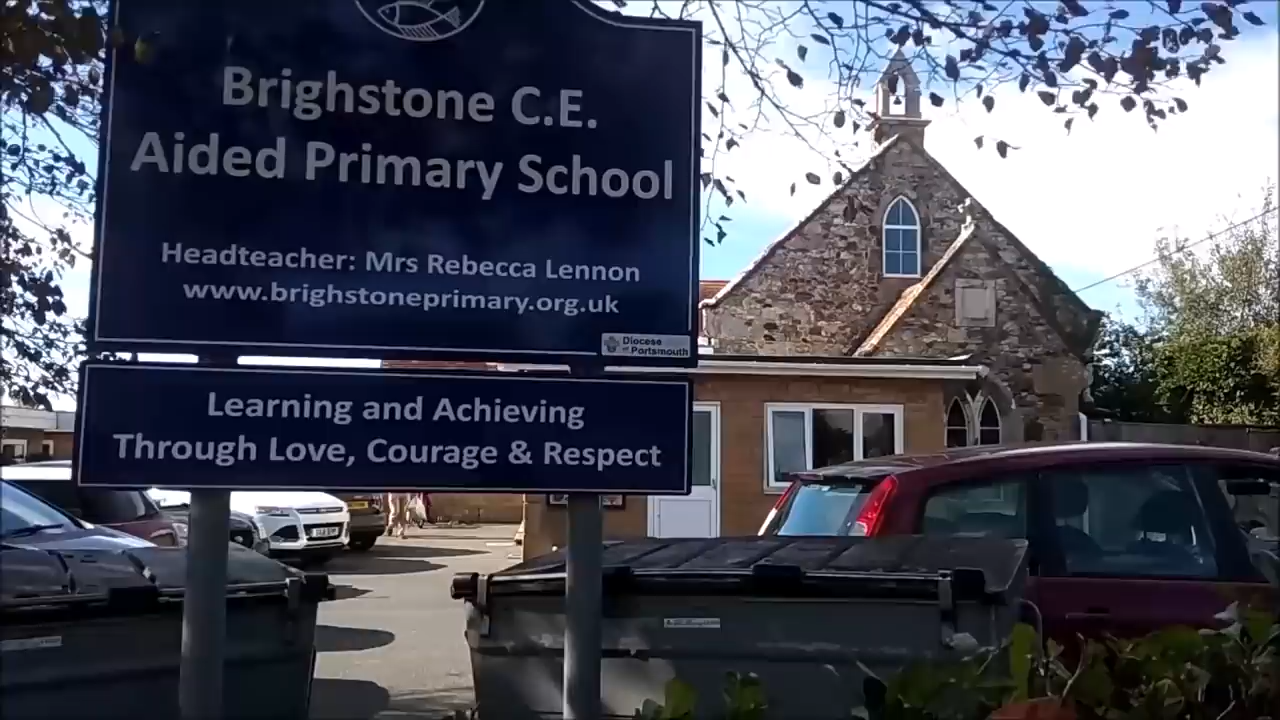 Brighstone C.E.
Aided Primary School
Headteacher: Mrs Rebecca Lennon
www.brighstoneprimary.org.uk
Diocese
of Portsmouth
Learning and Achieving
Through Love, Courage & Respect